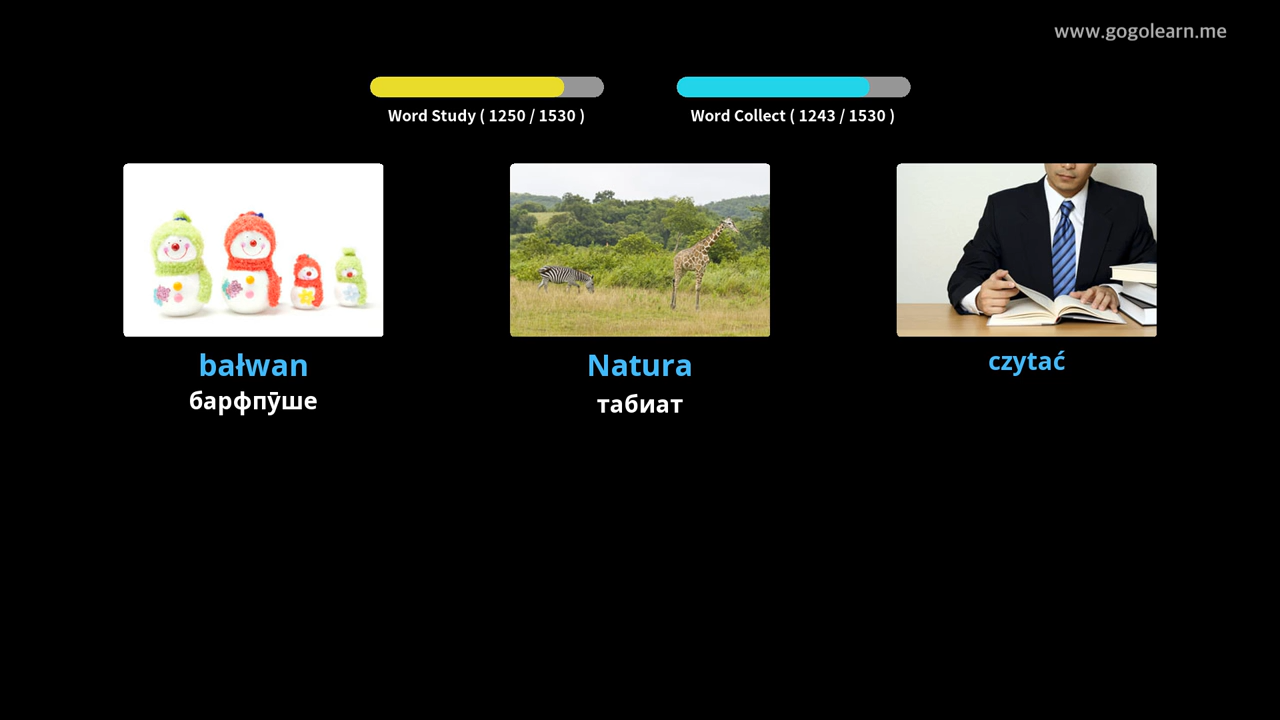 www.gogolearn.me
Word Study ( 1250 / 1530 )
Word Collect ( 1243 / 1530 )
bałwan
барфпӯше
Natura
табиат
czytać